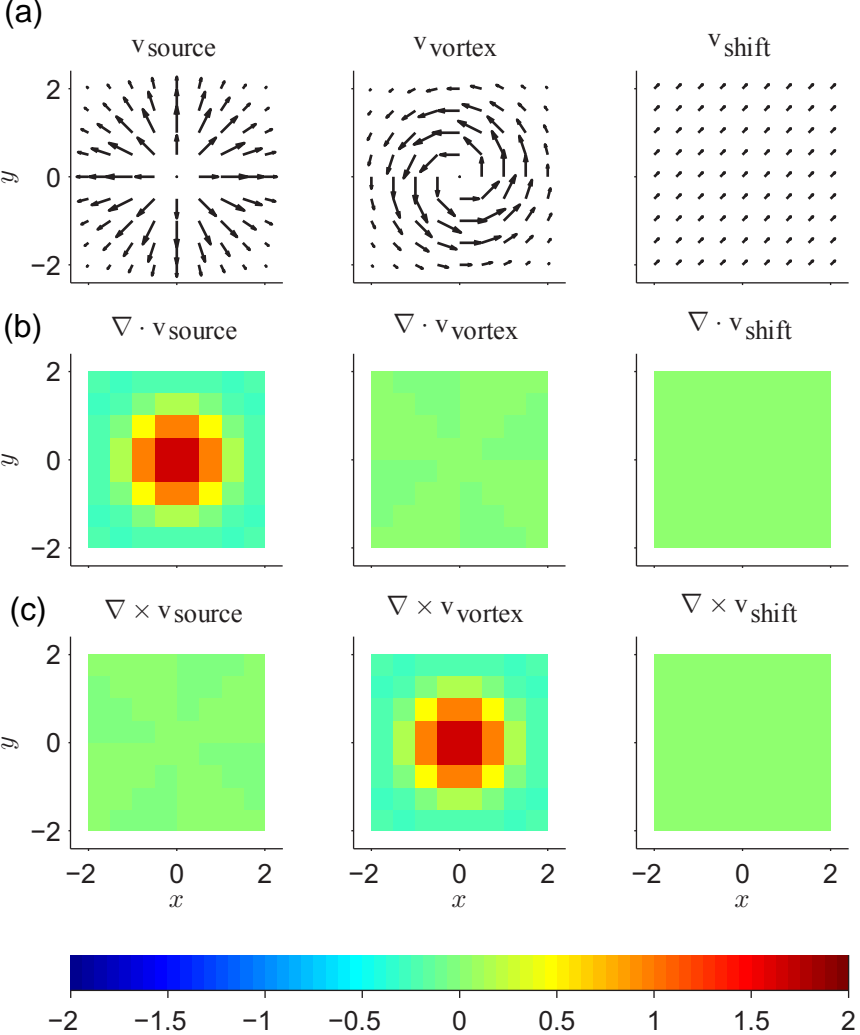 (a)
v source v vortex v shift
2
y 0
−2
(b)
∇ · v source ∇ · v vortex ∇ · v shift
2
y 0
−2
(c)
∇ × v source ∇ × v vortex ∇ × v shift
2
y 0
−2
−2 0 2 −2 0 2 −2 0 2
x x x
−2 −1.5 −1 −0.5 0 0.5 1 1.5 2